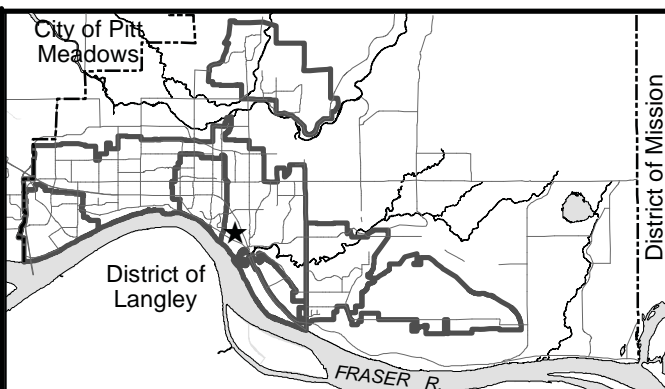 City of Pitt
Meadows
District of Mission
District of
Langley
FRASER R.